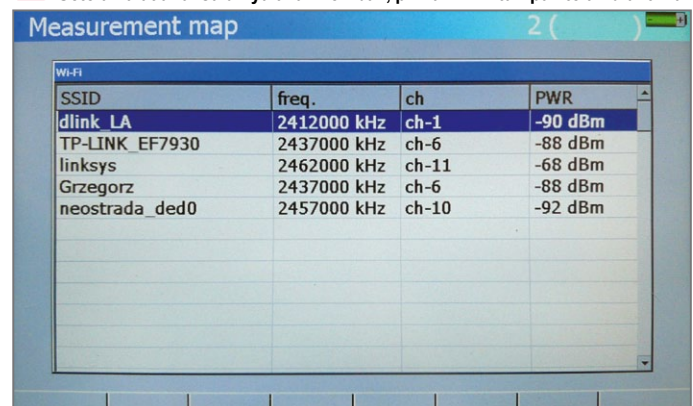 Measurement map 2 ( )
Wi-Fi
SSID freq. ch PWR
dlink_LA 2412000 kHz ch-1 -90 dBm
TP-LINK_EF7930 2437000 kHz ch-6 -88 dBm
linksys 2462000 kHz ch-11 -68 dBm
Grzegorz 2437000 kHz ch-6 -88 dBm
neostrada_ded0 2457000 kHz ch-10 -92 dBm